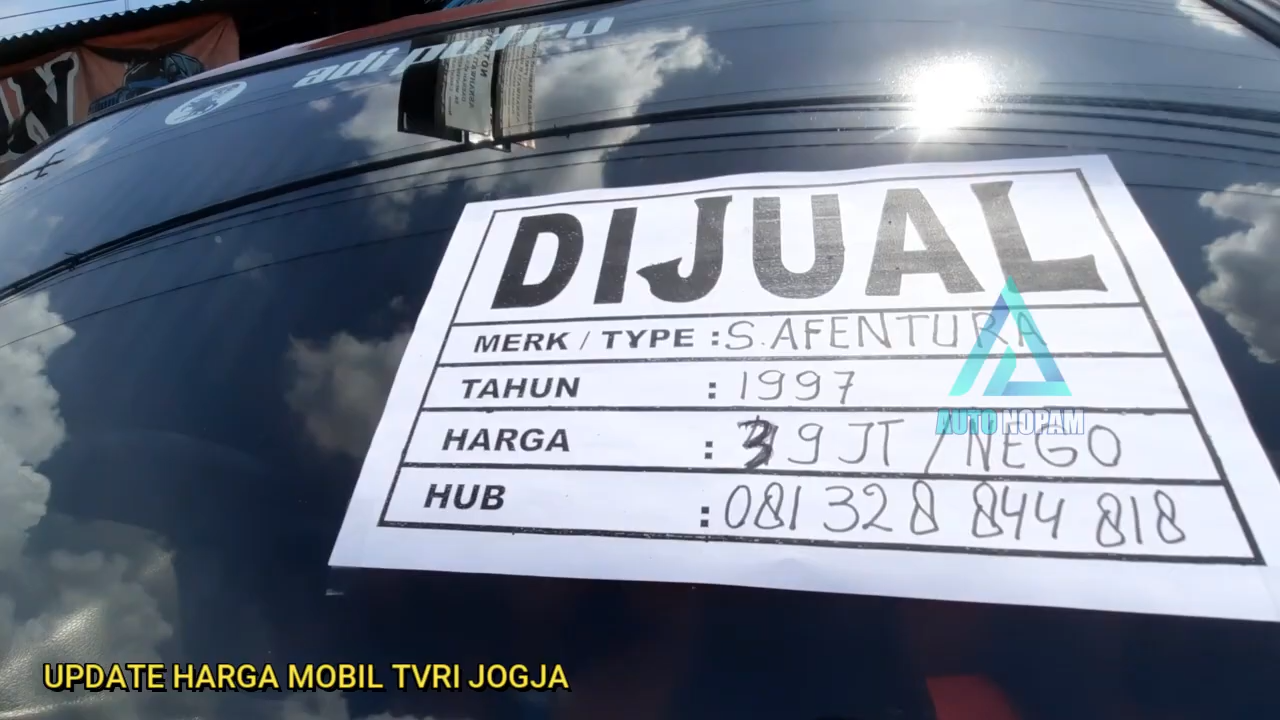 adi putru
DIJUAL
MERK / TYPE : S. AFENTURA
TAHUN : 1997
HARGA : 39 JT / NEGO
HUB : 081 328 844 818
AUTO NOPAM
UPDATE HARGA MOBIL TVRI JOGJA